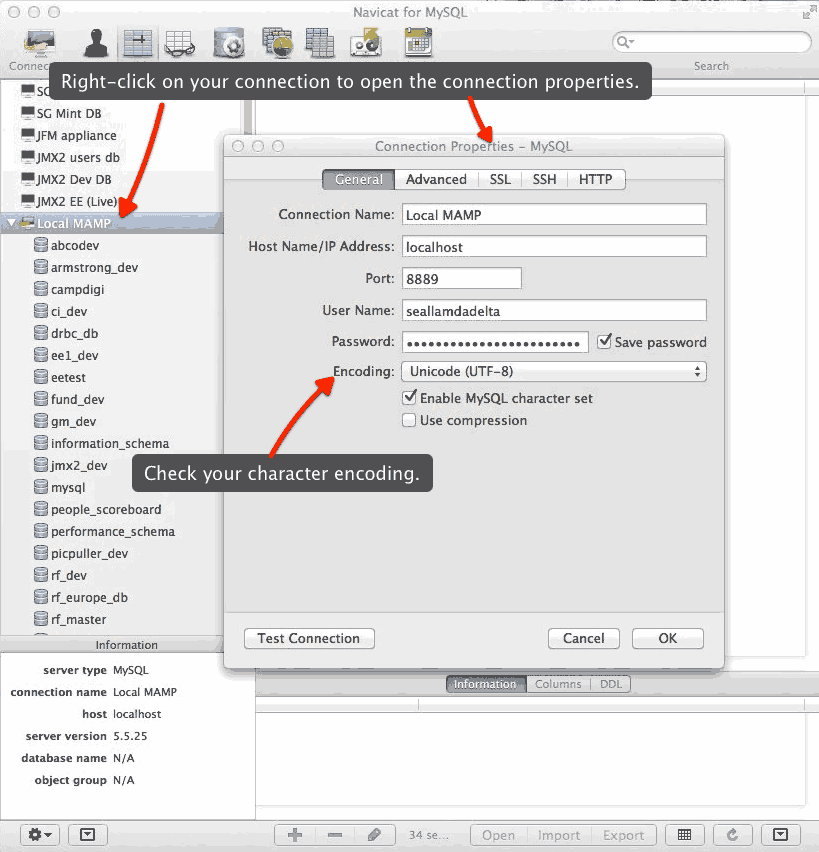 Navicat for MySQL
Search
Right-click on your connection to open the connection properties.
SG Mint DB
JFM appliance
JMX2 users db
JMX2 Dev DB
JMX2 EE (Live)
Local MAMP
abcodev
armstrong_dev
campdigi
ci_dev
drbc_db
ee1_dev
eetest
fund_dev
gm_dev
information_schema
jmx2_dev
mysql
people_scoreboard
performance_schema
picpuller_dev
rf_dev
rf_europe_db
rf_master
Connection Properties – MySQL
General Advanced SSL SSH HTTP
Connection Name: Local MAMP
Host Name/IP Address: localhost
Port: 8889
User Name: seallamdadelta
Password: Save password
Encoding: Unicode (UTF-8)
Enable MySQL character set
Use compression
Check your character encoding.
Test Connection Cancel OK
Information
server type MySQL
connection name Local MAMP
host localhost
server version 5.5.25
database name N/A
object group N/A
Information Columns DDL
34 se...
Open Import Export